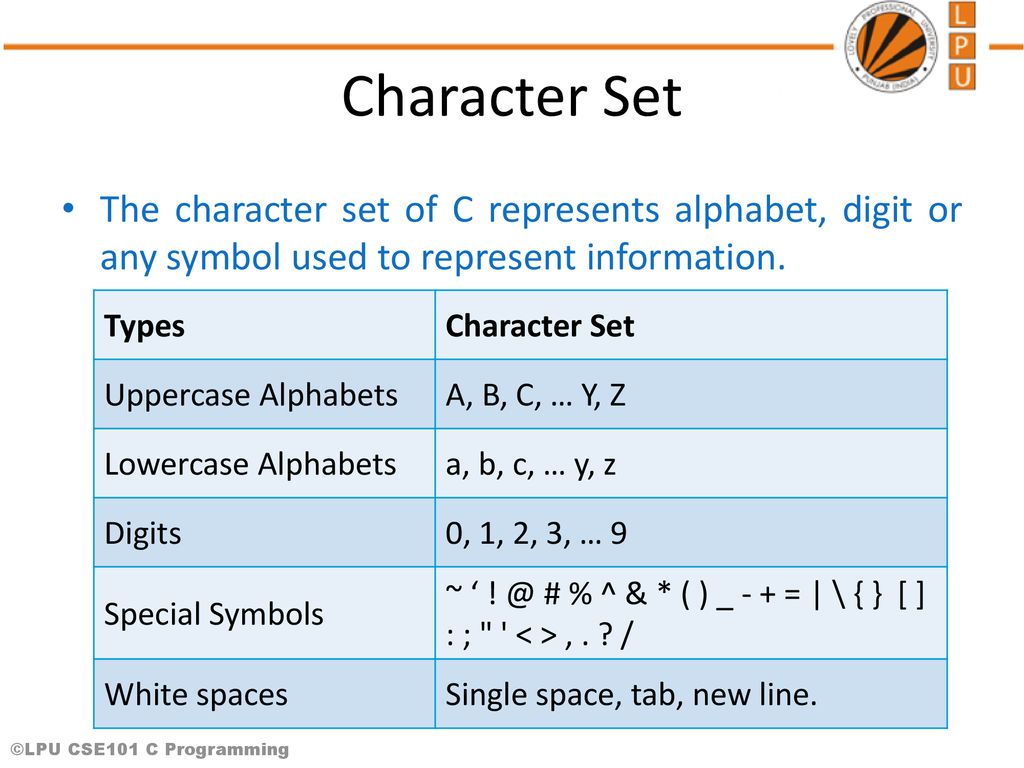 LOVELY PROFESSIONAL UNIVERSITY
PUNJAB (INDIA)
L
P
U
Character Set
• The character set of C represents alphabet, digit or
any symbol used to represent information.
Types Character Set
Uppercase Alphabets A, B, C, … Y, Z
Lowercase Alphabets a, b, c, … y, z
Digits 0, 1, 2, 3, … 9
Special Symbols ~ ‘ ! @ # % ^ & * ( ) _ - + = | \ { } [ ]
: ; " ' < > , . ? /
White spaces Single space, tab, new line.
©LPU CSE101 C Programming